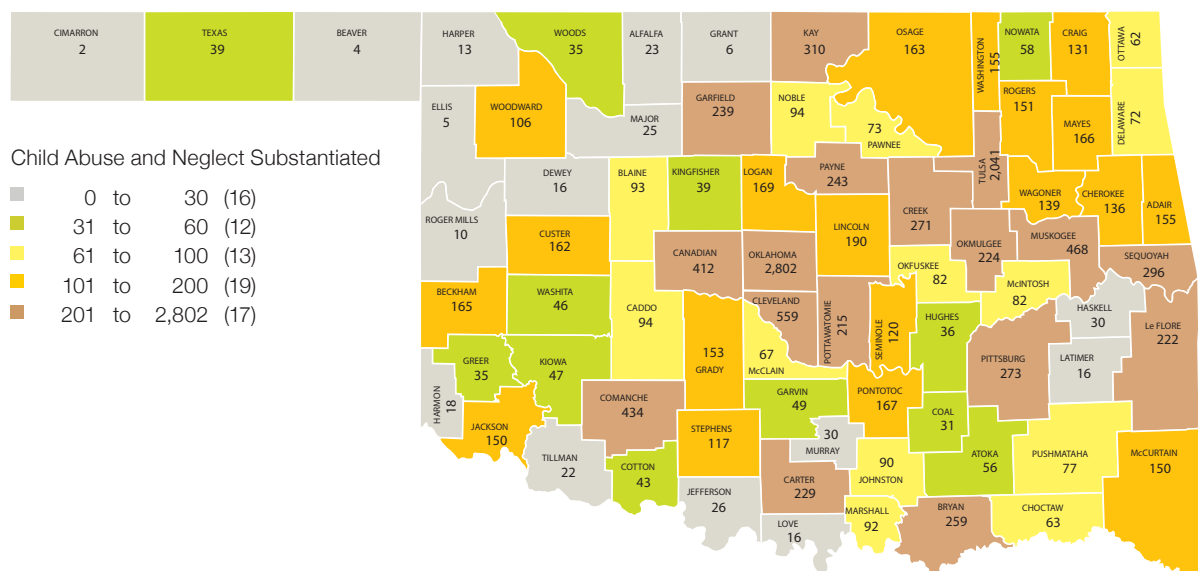 CIMARRON
2
TEXAS
39
BEAVER
4
HARPER
13
WOODS
35
ALFALFA
23
GRANT
6
KAY
310
OSAGE
163
WASHINGTON
155
NOWATA
58
CRAIG
131
OTTAWA
62
ELLIS
5
WOODWARD
106
MAJOR
25
GARFIELD
239
NOBLE
94
73
PAWNEE
ROGERS
151
MAYES
166
DELAWARE
72
Child Abuse and Neglect Substantiated
0 to 30 (16)
31 to 60 (12)
61 to 100 (13)
101 to 200 (19)
201 to 2,802 (17)
DEWEY
16
BLAINE
93
KINGFISHER
39
LOGAN
169
PAYNE
243
TULSA
2,041
WAGONER
139
CHEROKEE
136
ADAIR
155
ROGER MILLS
10
CUSTER
162
CANADIAN
412
OKLAHOMA
2,802
LINCOLN
190
CREEK
271
OKMULGEE
224
MUSKOGEE
468
SEQUOYAH
296
BECKHAM
165
WASHITA
46
CADDO
94
CLEVELAND
559
POTTAWATOMIE
215
SEMINOLE
120
OKFUSKEE
82
McINTOSH
82
HASKELL
30
Le FLORE
222
HUGHES
36
PITTSBURG
273
LATIMER
16
HARMON
18
GREER
35
KIOWA
47
153
GRADY
67
McCLAIN
GARVIN
49
PONTOTOC
167
COAL
31
JACKSON
150
COMANCHE
434
STEPHENS
117
30
MURRAY
90
JOHNSTON
ATOKA
56
PUSHMATAHA
77
McCURTAIN
150
TILLMAN
22
COTTON
43
JEFFERSON
26
CARTER
229
LOVE
16
MARSHALL
92
BRYAN
259
CHOCTAW
63